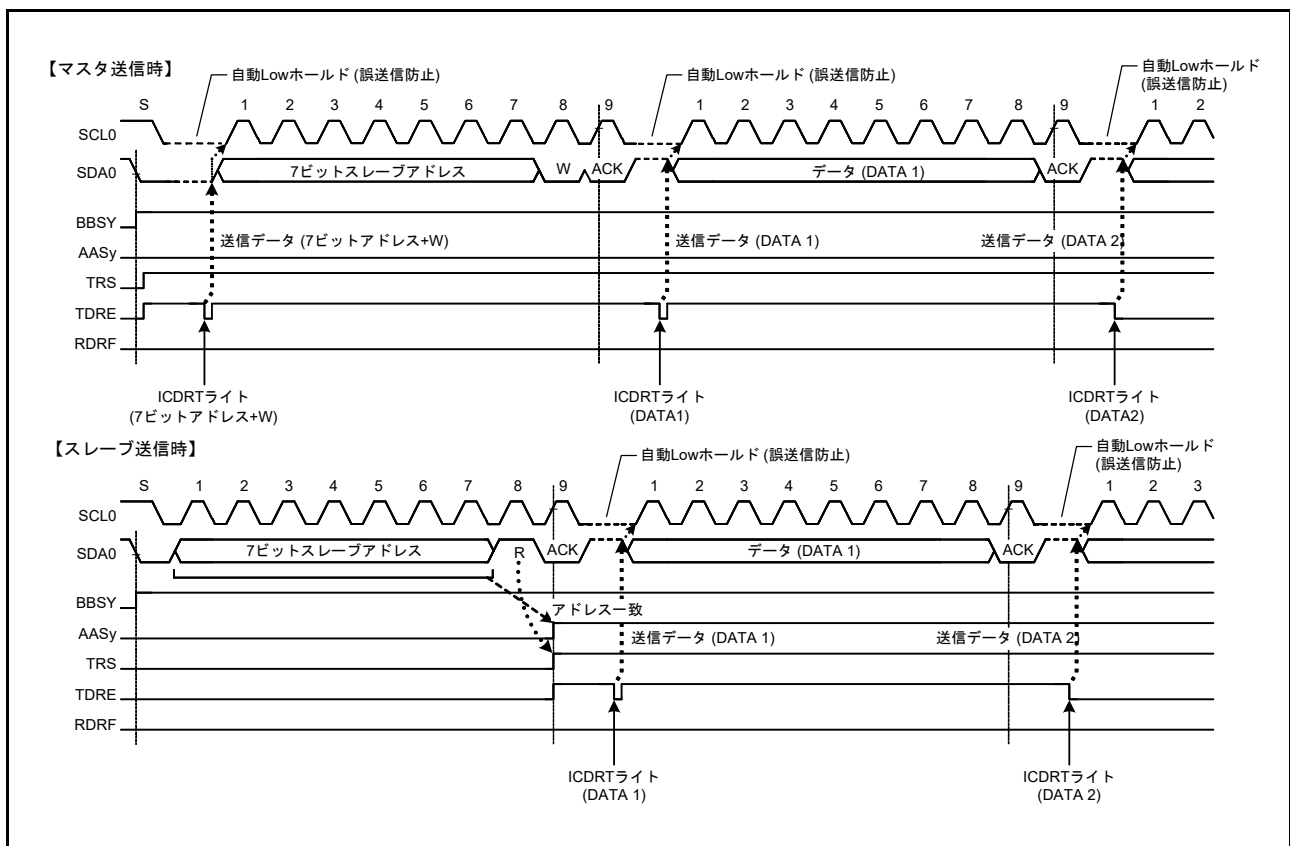 【マスタ送信時】
自動Lowホールド (誤送信防止)
自動Lowホールド (誤送信防止)
自動Lowホールド
(誤送信防止)
S 1 2 3 4 5 6 7 8 9 1 2 3 4 5 6 7 8 9 1 2
SCL0
SDA0 7ビットスレーブアドレス W ACK データ (DATA 1) ACK
BBSY
送信データ (7ビットアドレス+W) 送信データ (DATA 1) 送信データ (DATA 2)
AASy
TRS
TDRE
RDRF
ICDRTライト
(7ビットアドレス+W)
ICDRTライト
(DATA1)
ICDRTライト
(DATA2)
【スレーブ送信時】
自動Lowホールド (誤送信防止)
自動Lowホールド
(誤送信防止)
S 1 2 3 4 5 6 7 8 9 1 2 3 4 5 6 7 8 9 1 2 3
SCL0
SDA0 7ビットスレーブアドレス R ACK データ (DATA 1) ACK
BBSY
アドレス一致
AASy
送信データ (DATA 1) 送信データ (DATA 2)
TRS
TDRE
RDRF
ICDRTライト
(DATA 1)
ICDRTライト
(DATA 2)